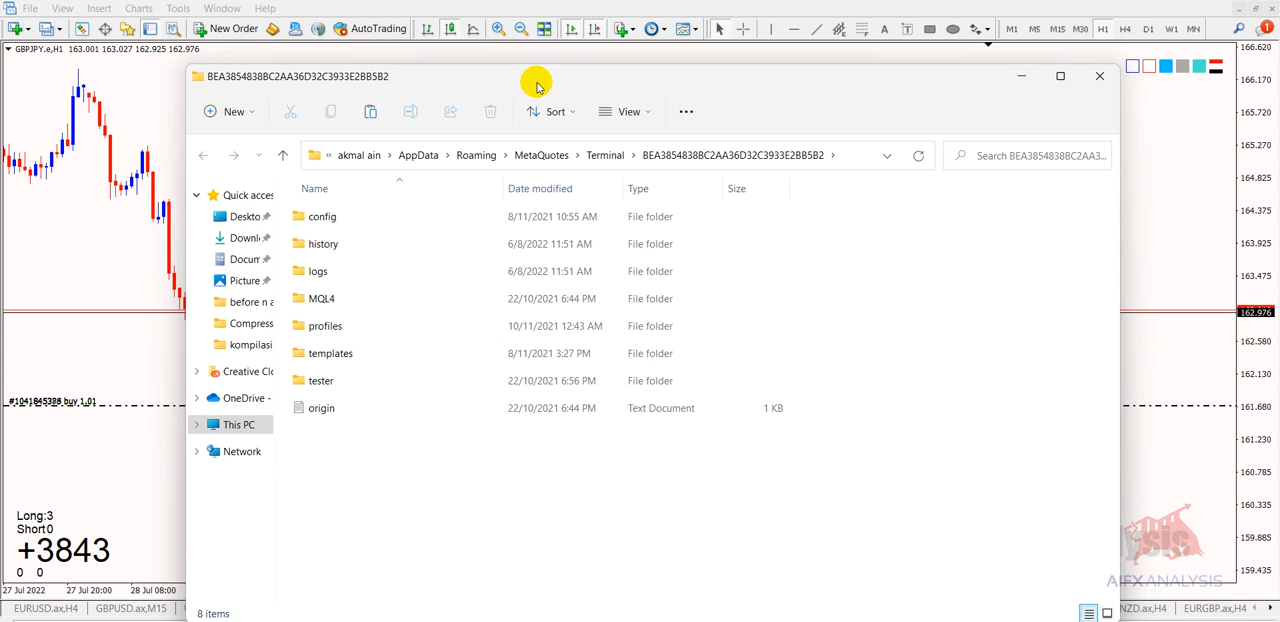 File View Insert Charts Tools Window Help
New Order AutoTrading A T M1 M5 M15 M30 H1 H4 D1 W1 MN 1
GBPJPY.e,H1 163.001 163.027 162.925 162.976
BEA3854838BC2AA36D32C3933E2BB5B2
New Sort View
« akmal ain > AppData > Roaming > MetaQuotes > Terminal > BEA3854838BC2AA36D32C3933E2BB5B2 >
Search BEA3854838BC2AA3...
Name Date modified Type Size
config 8/11/2021 10:55 AM File folder
history 6/8/2022 11:51 AM File folder
logs 6/8/2022 11:51 AM File folder
MQL4 22/10/2021 6:44 PM File folder
profiles 10/11/2021 12:43 AM File folder
templates 8/11/2021 3:27 PM File folder
tester 22/10/2021 6:56 PM File folder
origin 22/10/2021 6:44 PM Text Document 1 KB
Quick acces
Deskto
Downl
Docum
Picture
before n a
Compress
kompilasi
Creative Clo
OneDrive -
This PC
Network
8 items
166.620
166.170
165.720
165.270
164.825
164.375
163.925
163.475
162.976
162.580
162.130
161.680
161.230
160.785
160.335
159.885
159.435
buy 1.01
Long:3
Short0
+3843
0 0
27 Jul 2022 27 Jul 20:00 28 Jul 08:00
EURUSD.ax,H4 GBPUSD.ax,M15
NZD.ax,H4 EURGBP.ax,H4
AIFXANALYSIS